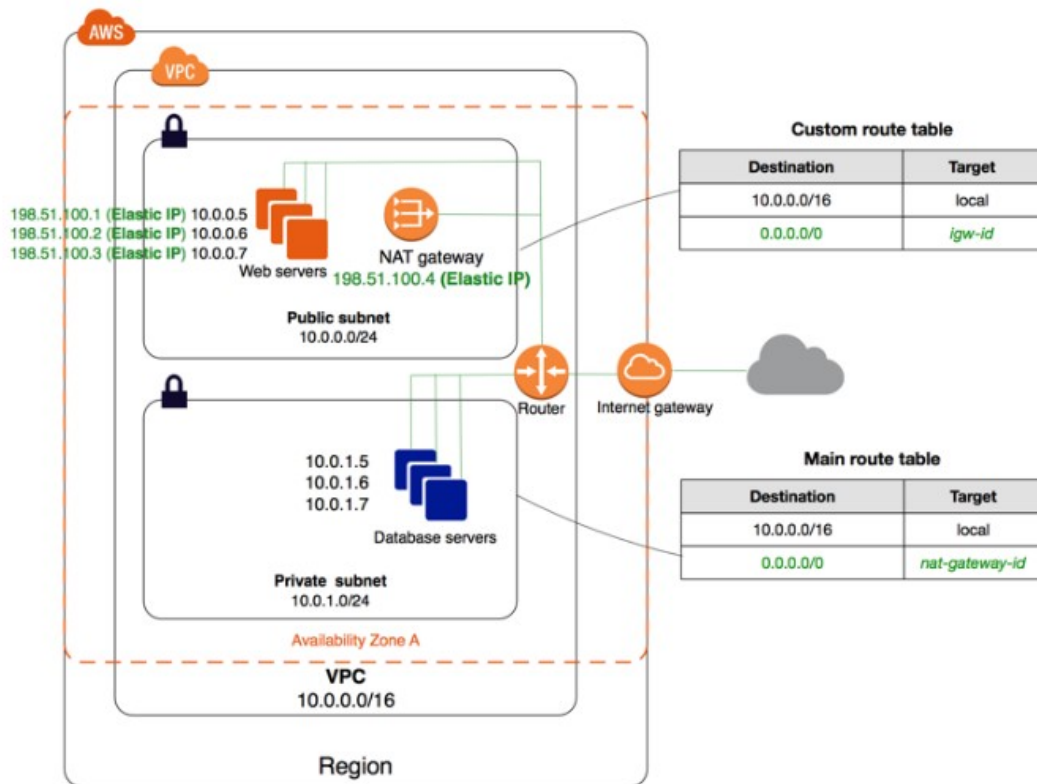 AWS
VPC
198.51.100.1 (Elastic IP) 10.0.0.5
198.51.100.2 (Elastic IP) 10.0.0.6
198.51.100.3 (Elastic IP) 10.0.0.7
Web servers
NAT gateway
198.51.100.4 (Elastic IP)
Public subnet
10.0.0.0/24
Custom route table
Destination Target
10.0.0.0/16 local
0.0.0.0/0 igw-id
Router
Internet gateway
10.0.1.5
10.0.1.6
10.0.1.7
Database servers
Private subnet
10.0.1.0/24
Main route table
Destination Target
10.0.0.0/16 local
0.0.0.0/0 nat-gateway-id
Availability Zone A
VPC
10.0.0.0/16
Region